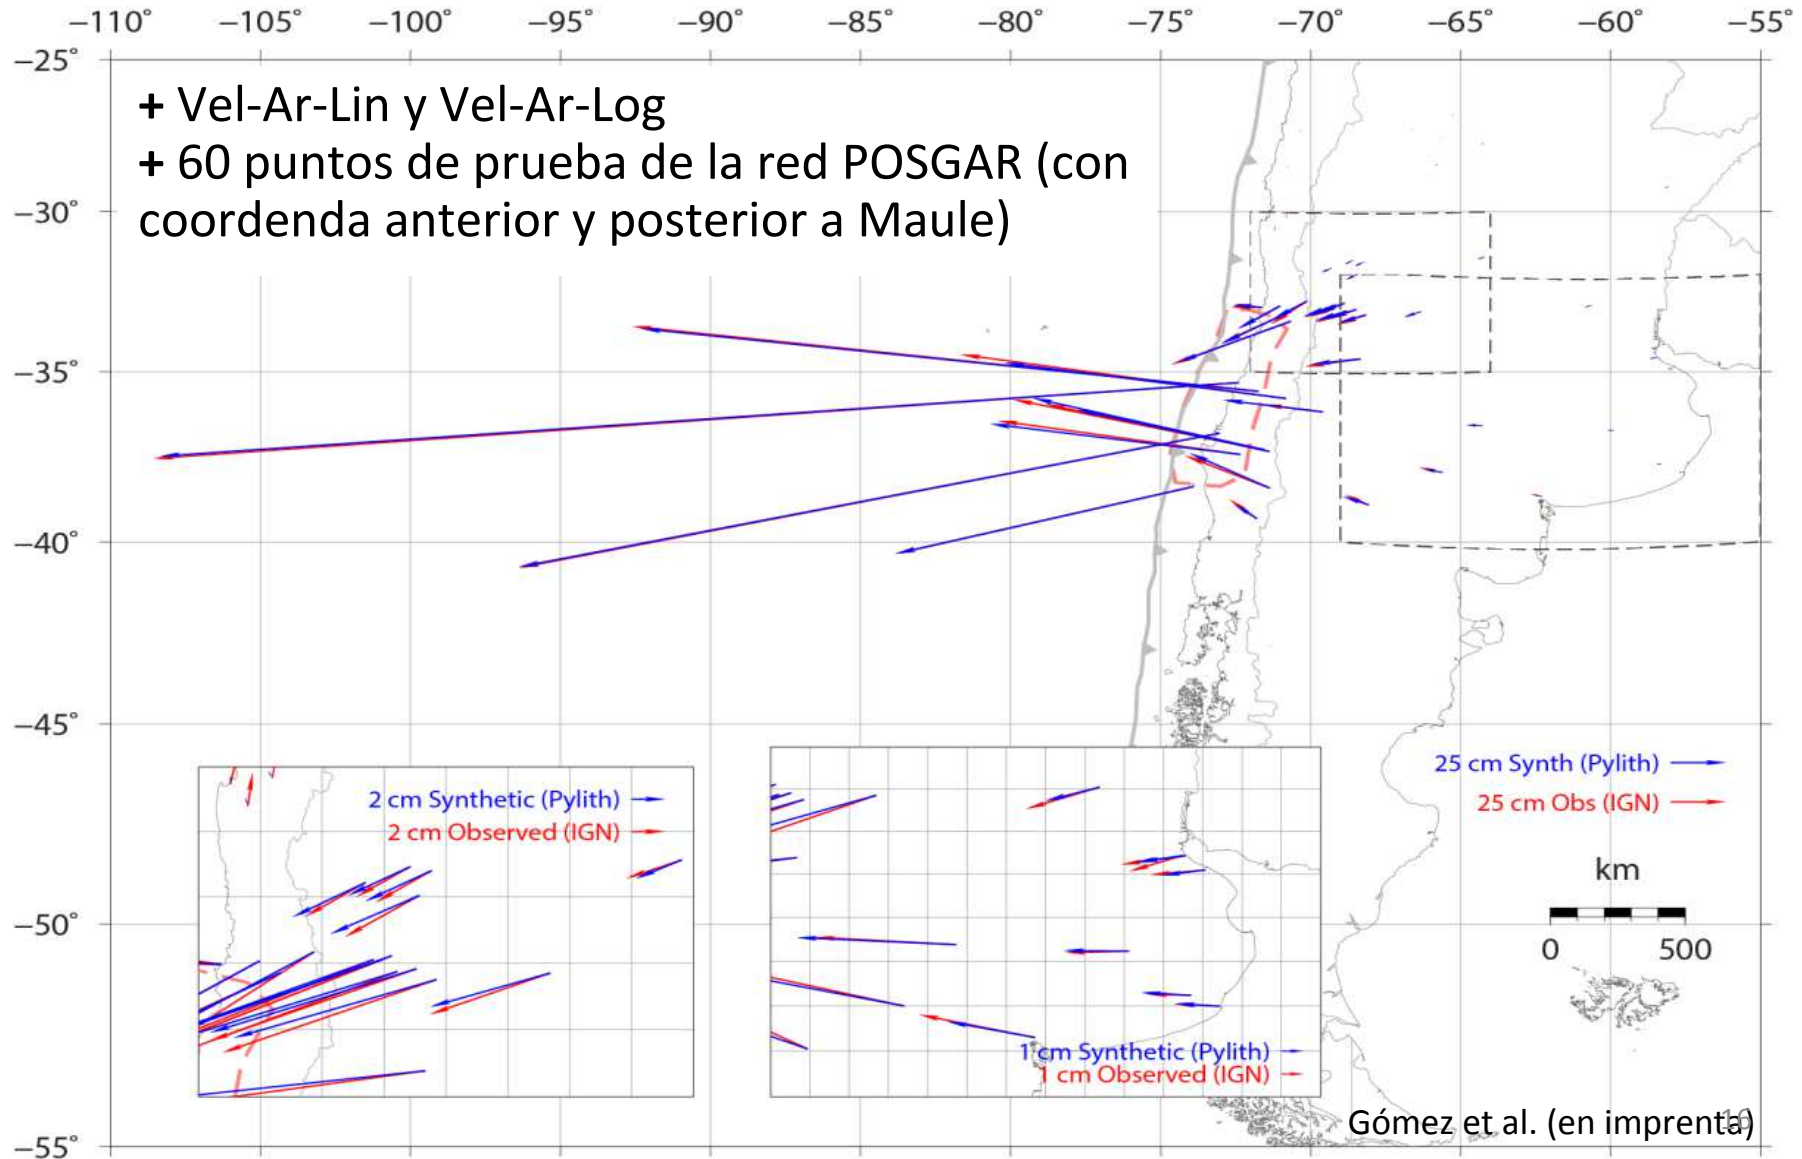 −110° −105° −100° −95° −90° −85° −80° −75° −70° −65° −60° −55°
−25°
+ Vel-Ar-Lin y Vel-Ar-Log
+ 60 puntos de prueba de la red POSGAR (con
coordenda anterior y posterior a Maule)
−30°
−35°
−40°
−45°
25 cm Synth (Pylith)
25 cm Obs (IGN)
2 cm Synthetic (Pylith)
2 cm Observed (IGN)
km
0 500
−50°
1 cm Synthetic (Pylith)
1 cm Observed (IGN)
Gómez et al. (en imprenta)
16
−55°